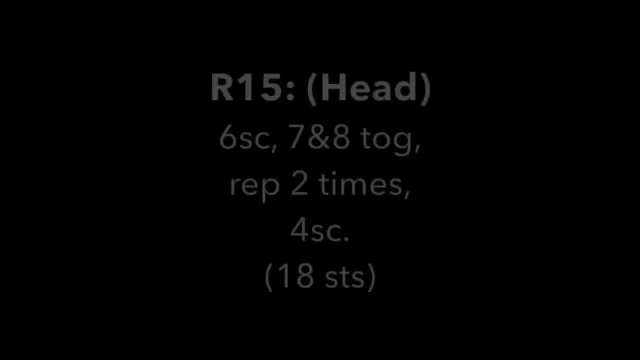 R15: (Head)
6sc, 7&8 tog,
rep 2 times,
4sc.
(18 sts)